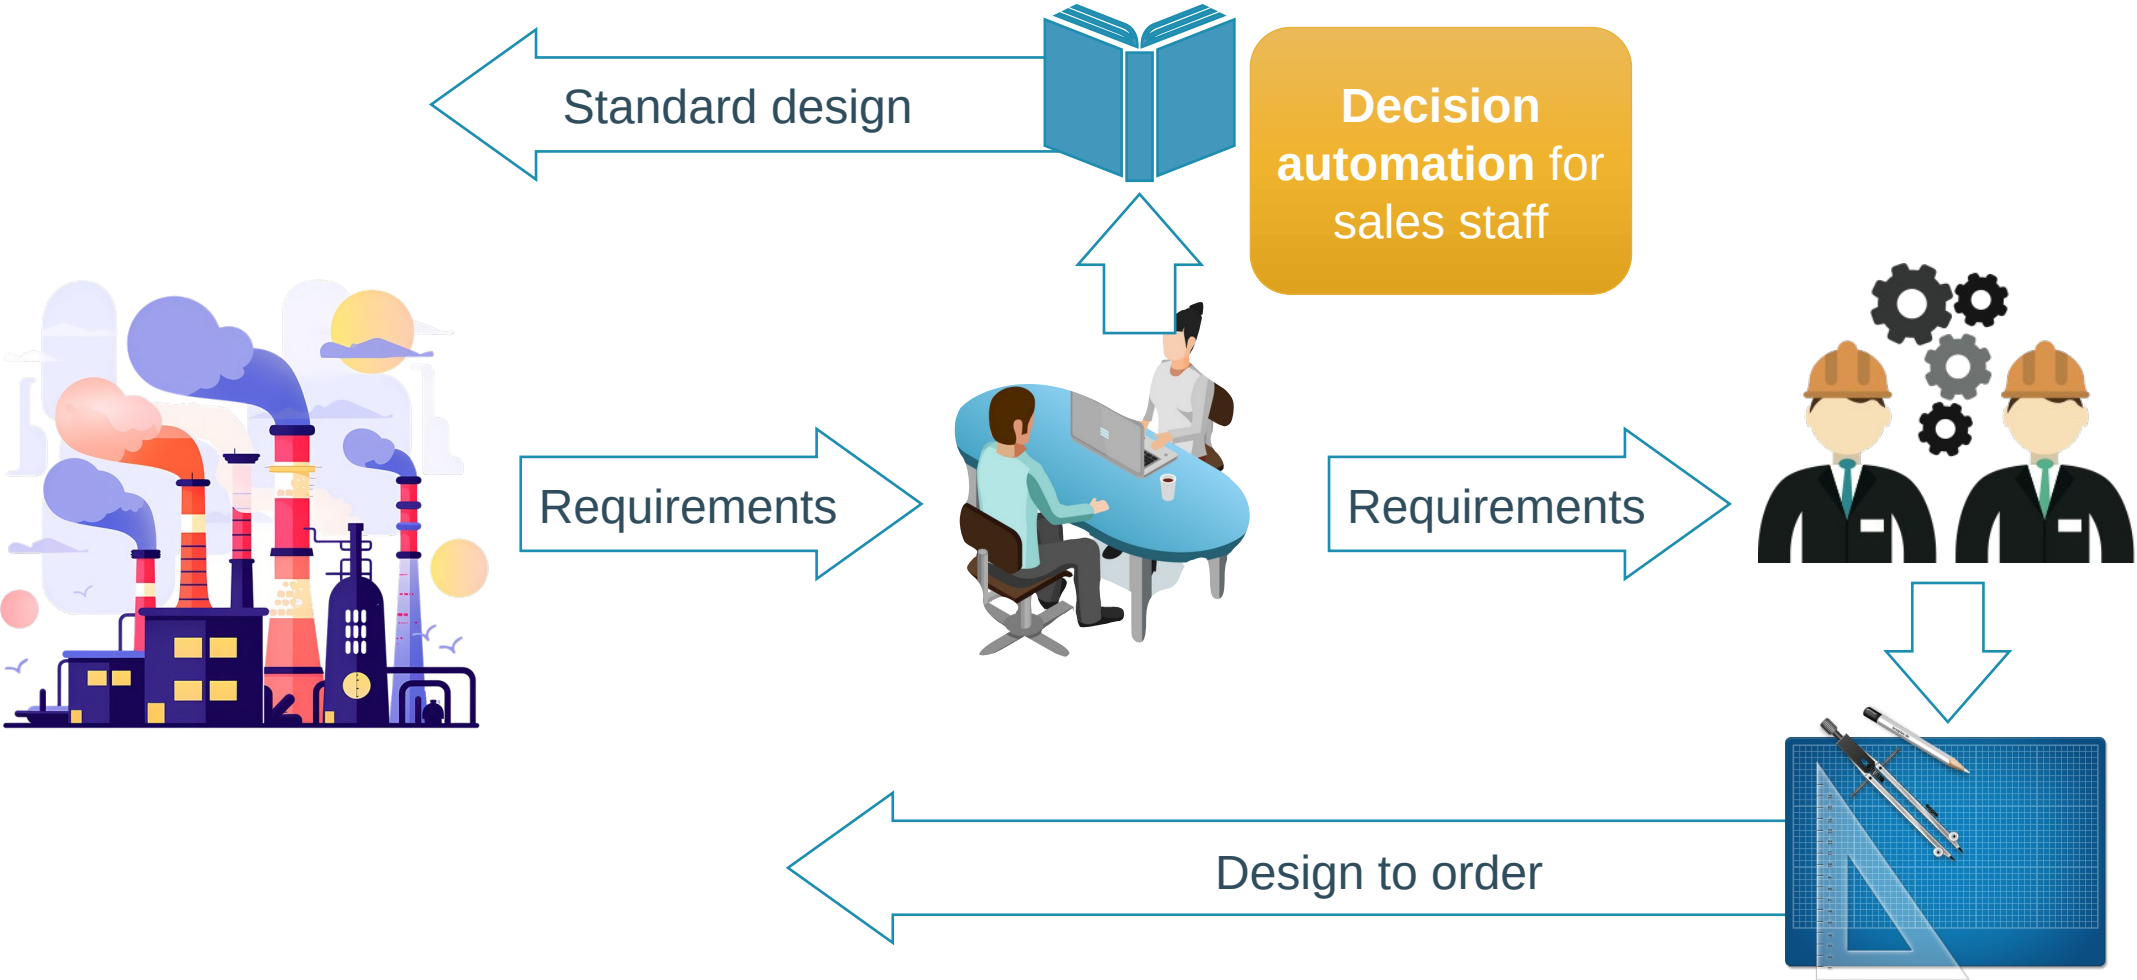 Standard design
Decision
automation for
sales staff
Requirements
Requirements
Design to order